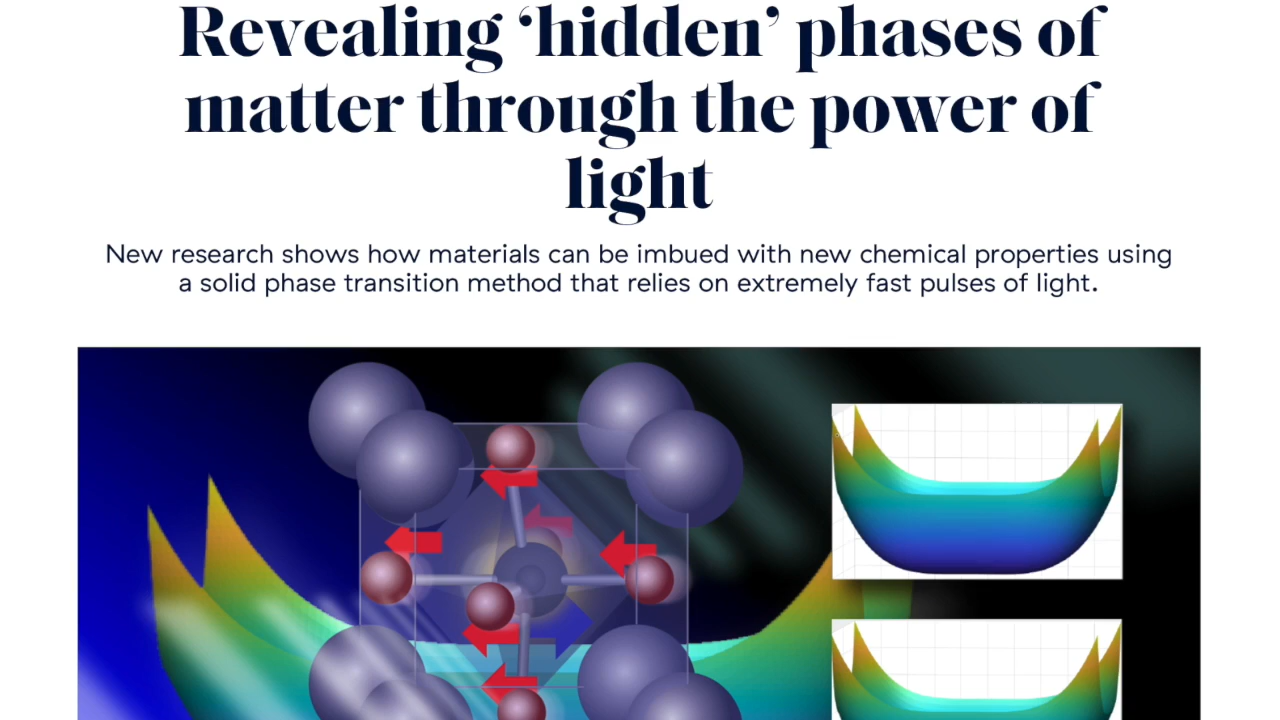 Revealing ‘hidden’ phases of
matter through the power of
light
New research shows how materials can be imbued with new chemical properties using
a solid phase transition method that relies on extremely fast pulses of light.